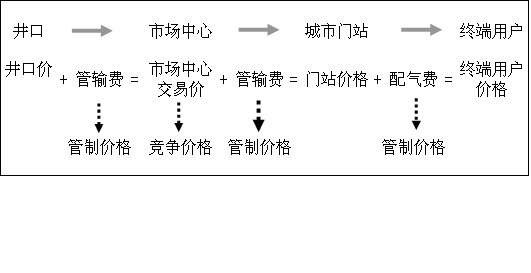 井口 市场中心 城市门站 终端用户
井口价 + 管输费 = 市场中心交易价 + 管输费 = 门站价格 + 配气费 = 终端用户价格
管制价格 竞争价格 管制价格 管制价格